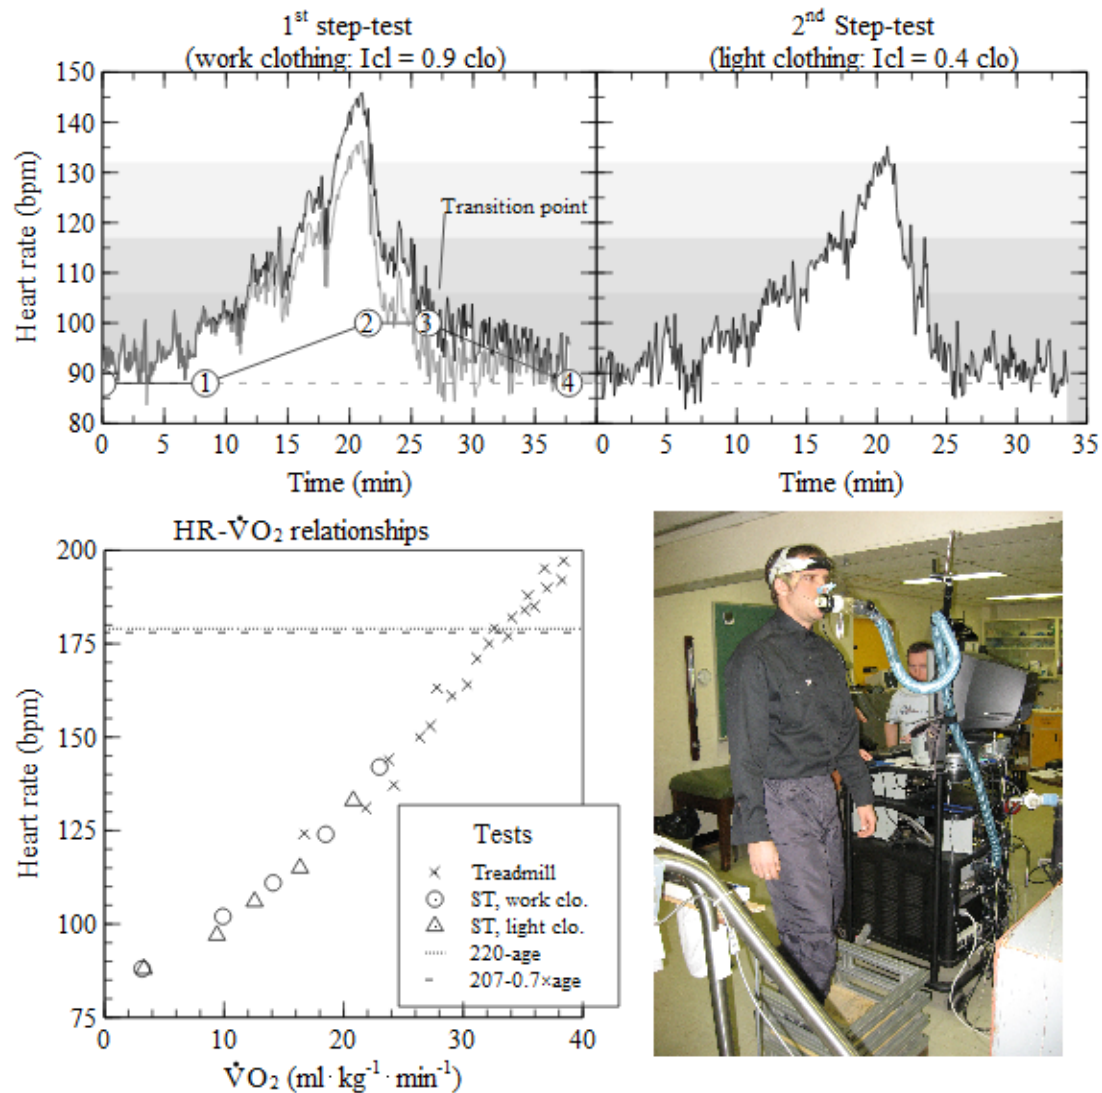 1st step-test
(work clothing: Icl = 0.9 clo)
2nd Step-test
(light clothing: Icl = 0.4 clo)
Heart rate (bpm)
150
140
130
120
110
100
90
80
Transition point
1
2
3
4
0
5
10
15
20
25
30
35
0
5
10
15
20
25
30
35
Time (min)
Time (min)
HR-V̇O2 relationships
Heart rate (bpm)
200
175
150
125
100
75
Tests
Treadmill
ST, work clo.
ST, light clo.
220-age
207-0.7×age
0
10
20
30
40
V̇O2 (ml·kg-1·min-1)